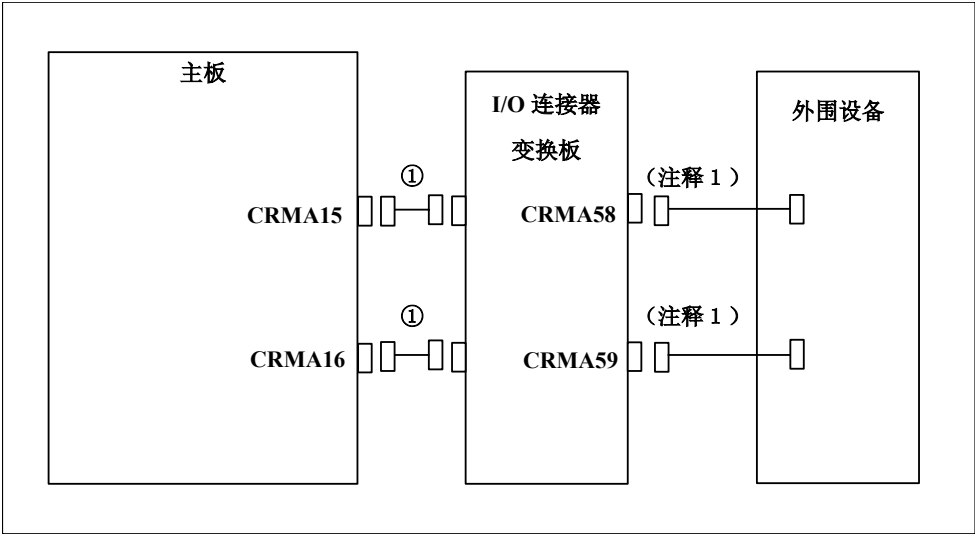 主板
I/O 连接器
变换板
外围设备
①
(注释 1)
CRMA15
CRMA58
①
(注释 1)
CRMA16
CRMA59